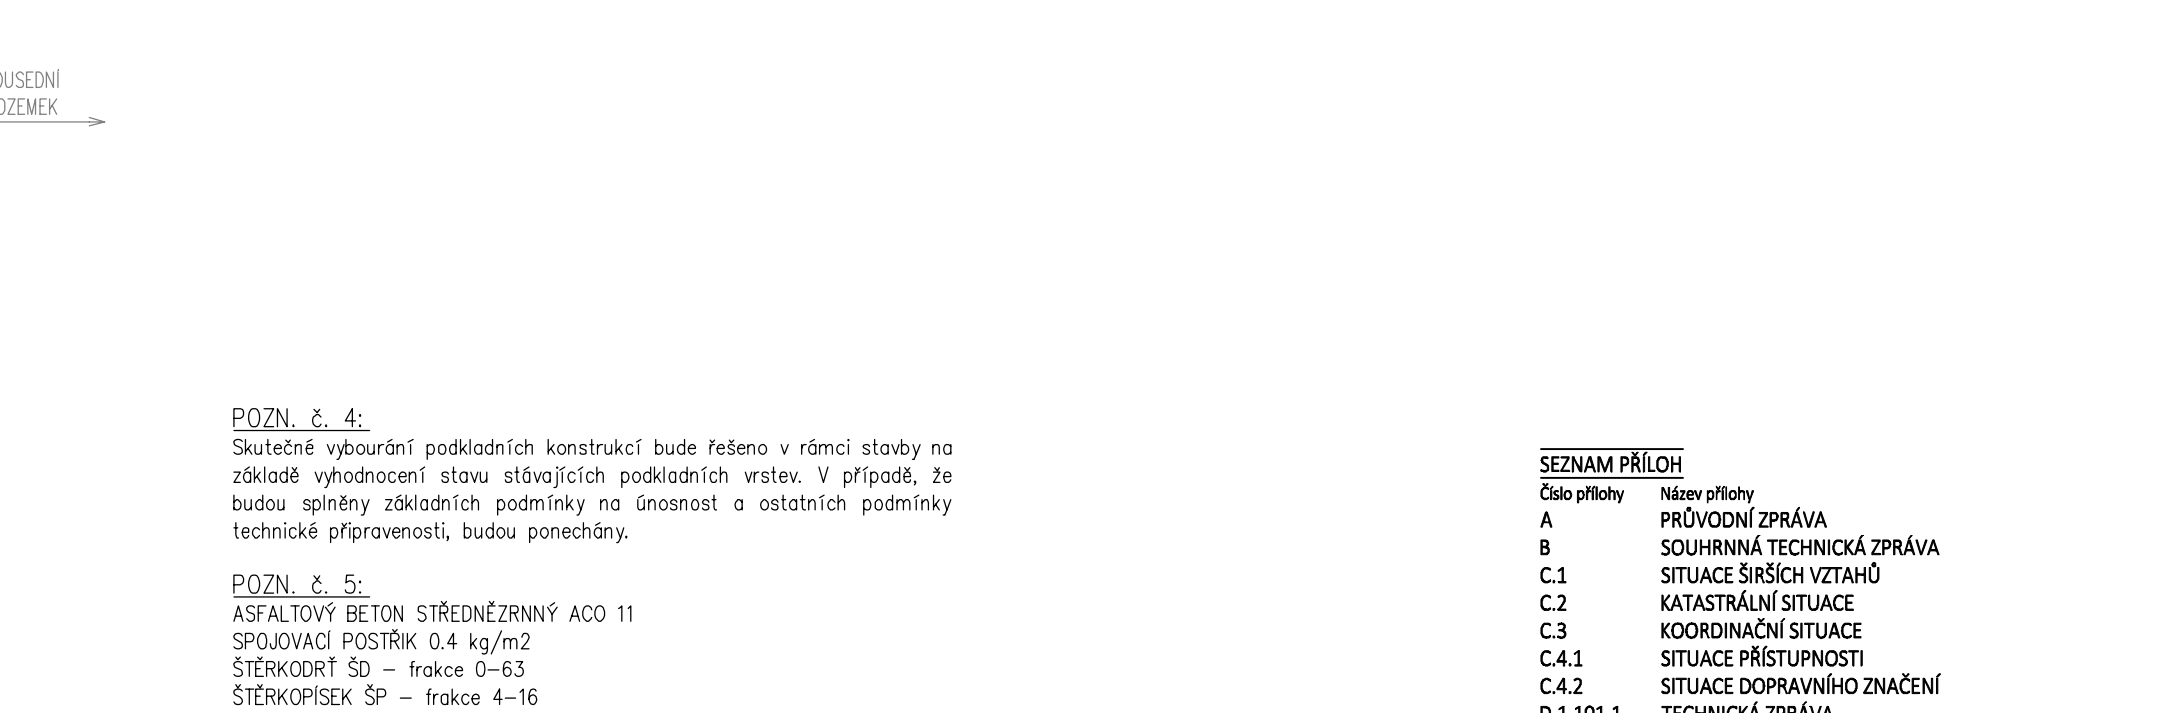 POZN. č. 4:
Skutečné vybourání podkladních konstrukcí bude řešeno v rámci stavby na
základě vyhodnocení stavu stávajících podkladních vrstev. V případě, že
budou splněny základních podmínky na únosnost a ostatních podmínky
technické připravenosti, budou ponechány.
POZN. č. 5:
ASFALTOVÝ BETON STŘEDNĚZRNNÝ ACO 11
SPOJOVACÍ POSTŘIK 0.4 kg/m2
ŠTĚRKODRŤ ŠD – frakce 0–63
ŠTĚRKOPÍSEK ŠP – frakce 4–16
SEZNAM PŘÍLOH
Číslo přílohy Název přílohy
A PRŮVODNÍ ZPRÁVA
B SOUHRNNÁ TECHNICKÁ ZPRÁVA
C.1 SITUACE ŠIRŠÍCH VZTAHŮ
C.2 KATASTRÁLNÍ SITUACE
C.3 KOORDINAČNÍ SITUACE
C.4.1 SITUACE PŘÍSTUPNOSTI
C.4.2 SITUACE DOPRAVNÍHO ZNAČENÍ
TECHNICKÁ ZPRÁVA